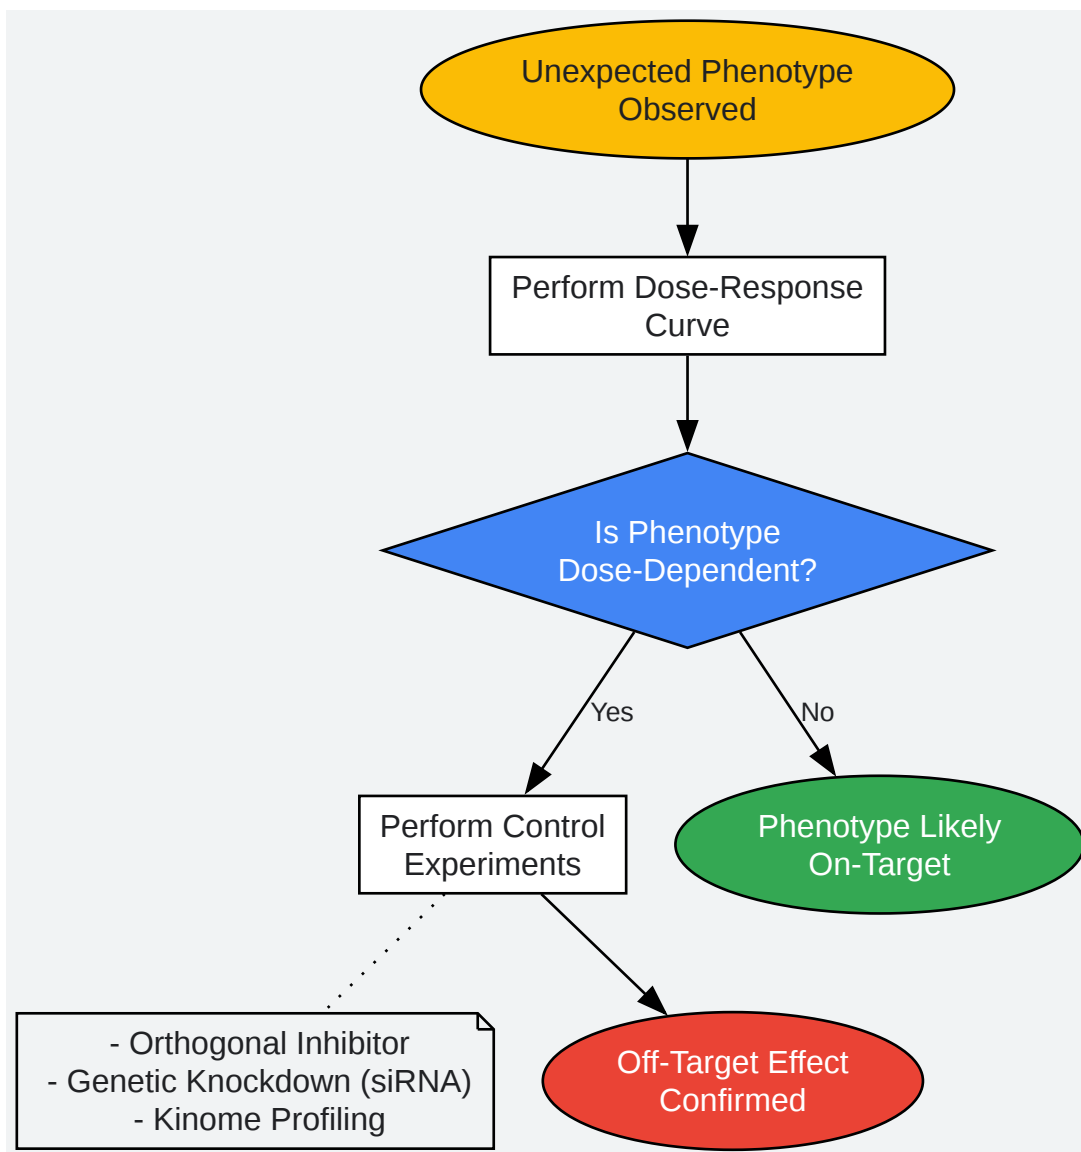 Unexpected Phenotype
Observed
Perform Dose-Response
Curve
Is Phenotype
Dose-Dependent?
Yes
No
Perform Control
Experiments
Phenotype Likely
On-Target
- Orthogonal Inhibitor
- Genetic Knockdown (siRNA)
- Kinome Profiling
Off-Target Effect
Confirmed